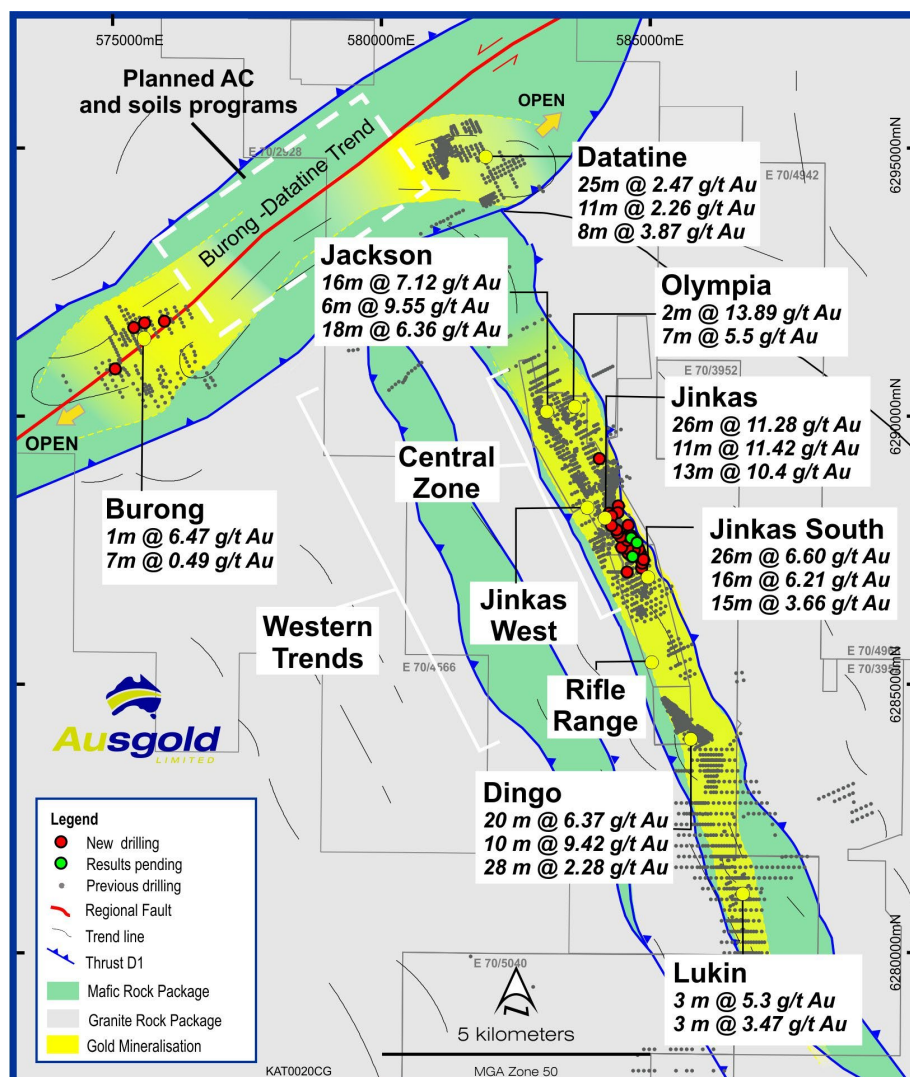 575000mE
580000mE
585000mE
Planned AC
and soils programs
OPEN
E 70/2928
6295000mN
Burong -Datatine Trend
Datatine
25m @ 2.47 g/t Au
11m @ 2.26 g/t Au
8m @ 3.87 g/t Au
E 70/4942
Jackson
16m @ 7.12 g/t Au
6m @ 9.55 g/t Au
18m @ 6.36 g/t Au
Olympia
2m @ 13.89 g/t Au
7m @ 5.5 g/t Au
E 70/3952
6290000mN
Jinkas
26m @ 11.28 g/t Au
11m @ 11.42 g/t Au
13m @ 10.4 g/t Au
OPEN
Central
Zone
Burong
1m @ 6.47 g/t Au
7m @ 0.49 g/t Au
Jinkas South
26m @ 6.60 g/t Au
16m @ 6.21 g/t Au
15m @ 3.66 g/t Au
Jinkas
West
Western
Trends
E 70/4566
E 70/395
6285000mN
Rifle
Range
Ausgold
LIMITED
Dingo
20 m @ 6.37 g/t Au
10 m @ 9.42 g/t Au
28 m @ 2.28 g/t Au
Legend
New drilling
Results pending
Previous drilling
Regional Fault
Trend line
Thrust D1
Mafic Rock Package
Granite Rock Package
Gold Mineralisation
6280000mN
E 70/5040
Lukin
3 m @ 5.3 g/t Au
3 m @ 3.47 g/t Au
N
5 kilometers
KAT0020CG
MGA Zone 50